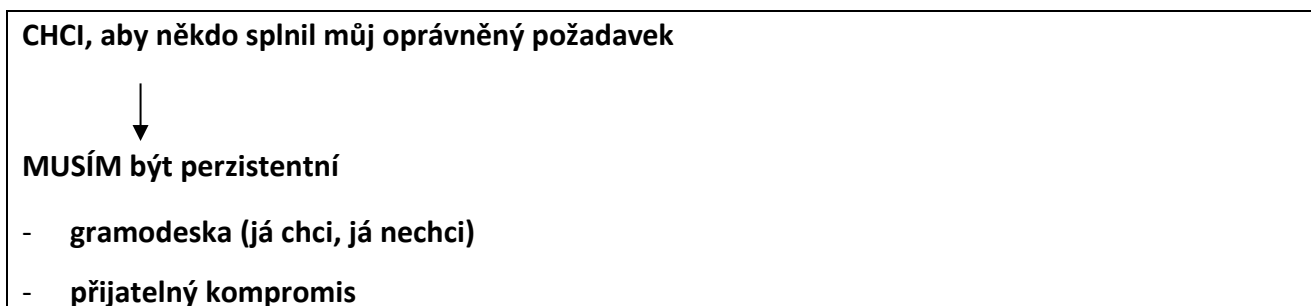 CHCI, aby někdo splnil můj oprávněný požadavek
MUSÍM být perzistentní
- gramodeska (já chci, já nechci)
- přijatelný kompromis